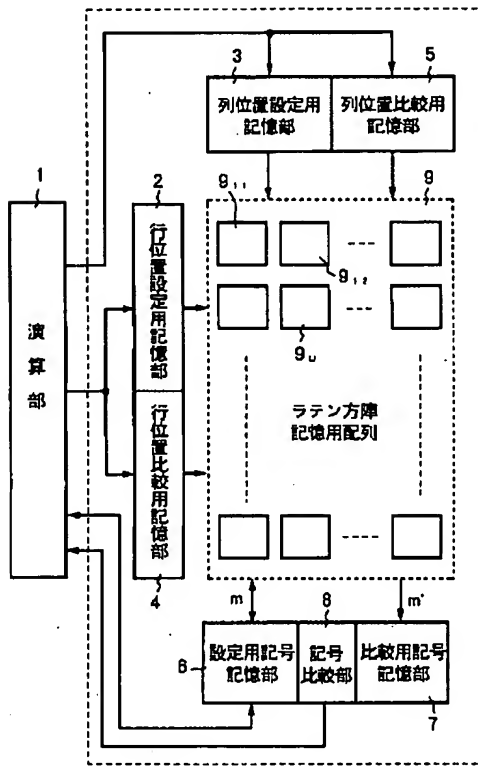 3
5
列位置設定用
記憶部
列位置比較用
記憶部
1
2
9₁₁
9
演算部
行位置設定用記憶部
行位置比較用記憶部
9₁₂
9
ラテン方陣
記憶用配列
4
m
8
m'
6
設定用記号
記憶部
記号
比較部
比較用記号
記憶部
7